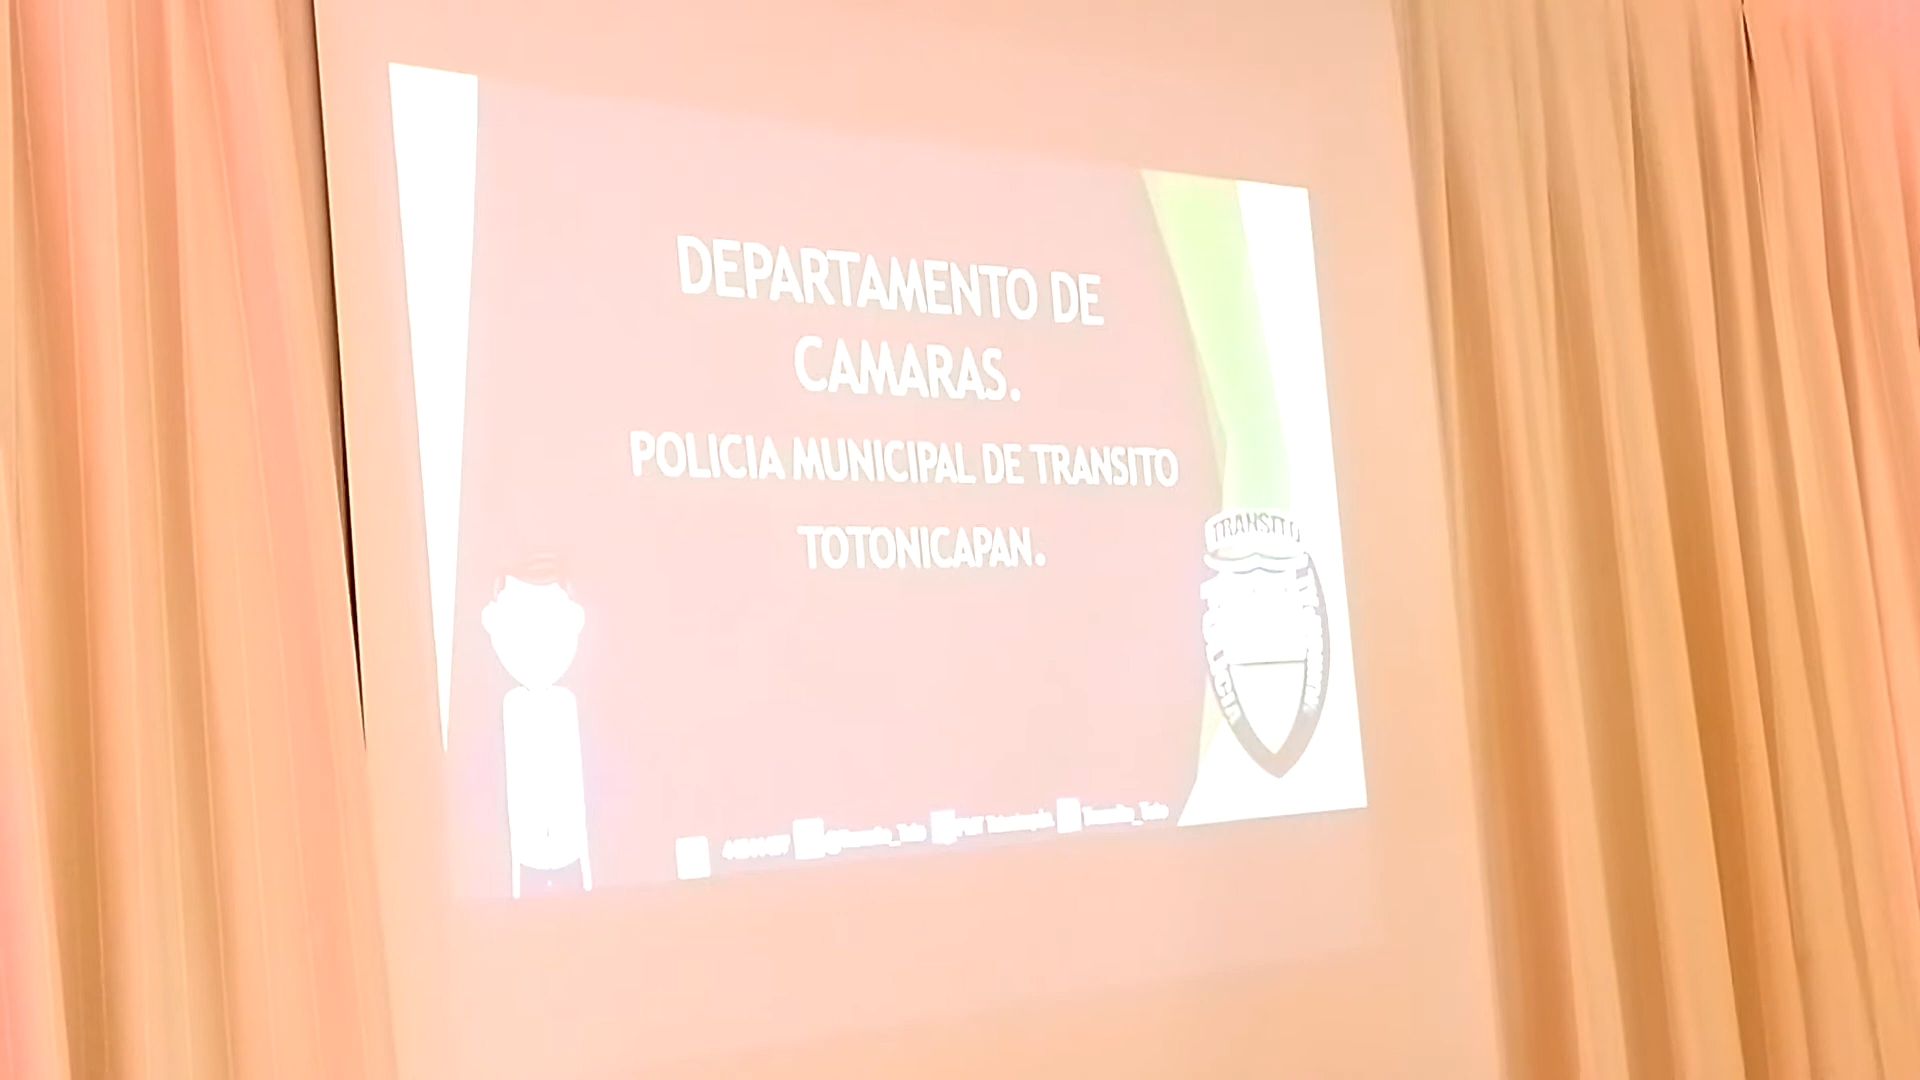 DEPARTAMENTO DE
CAMARAS.
POLICIA MUNICIPAL DE TRANSITO
TOTONICAPAN.
TRANSITO